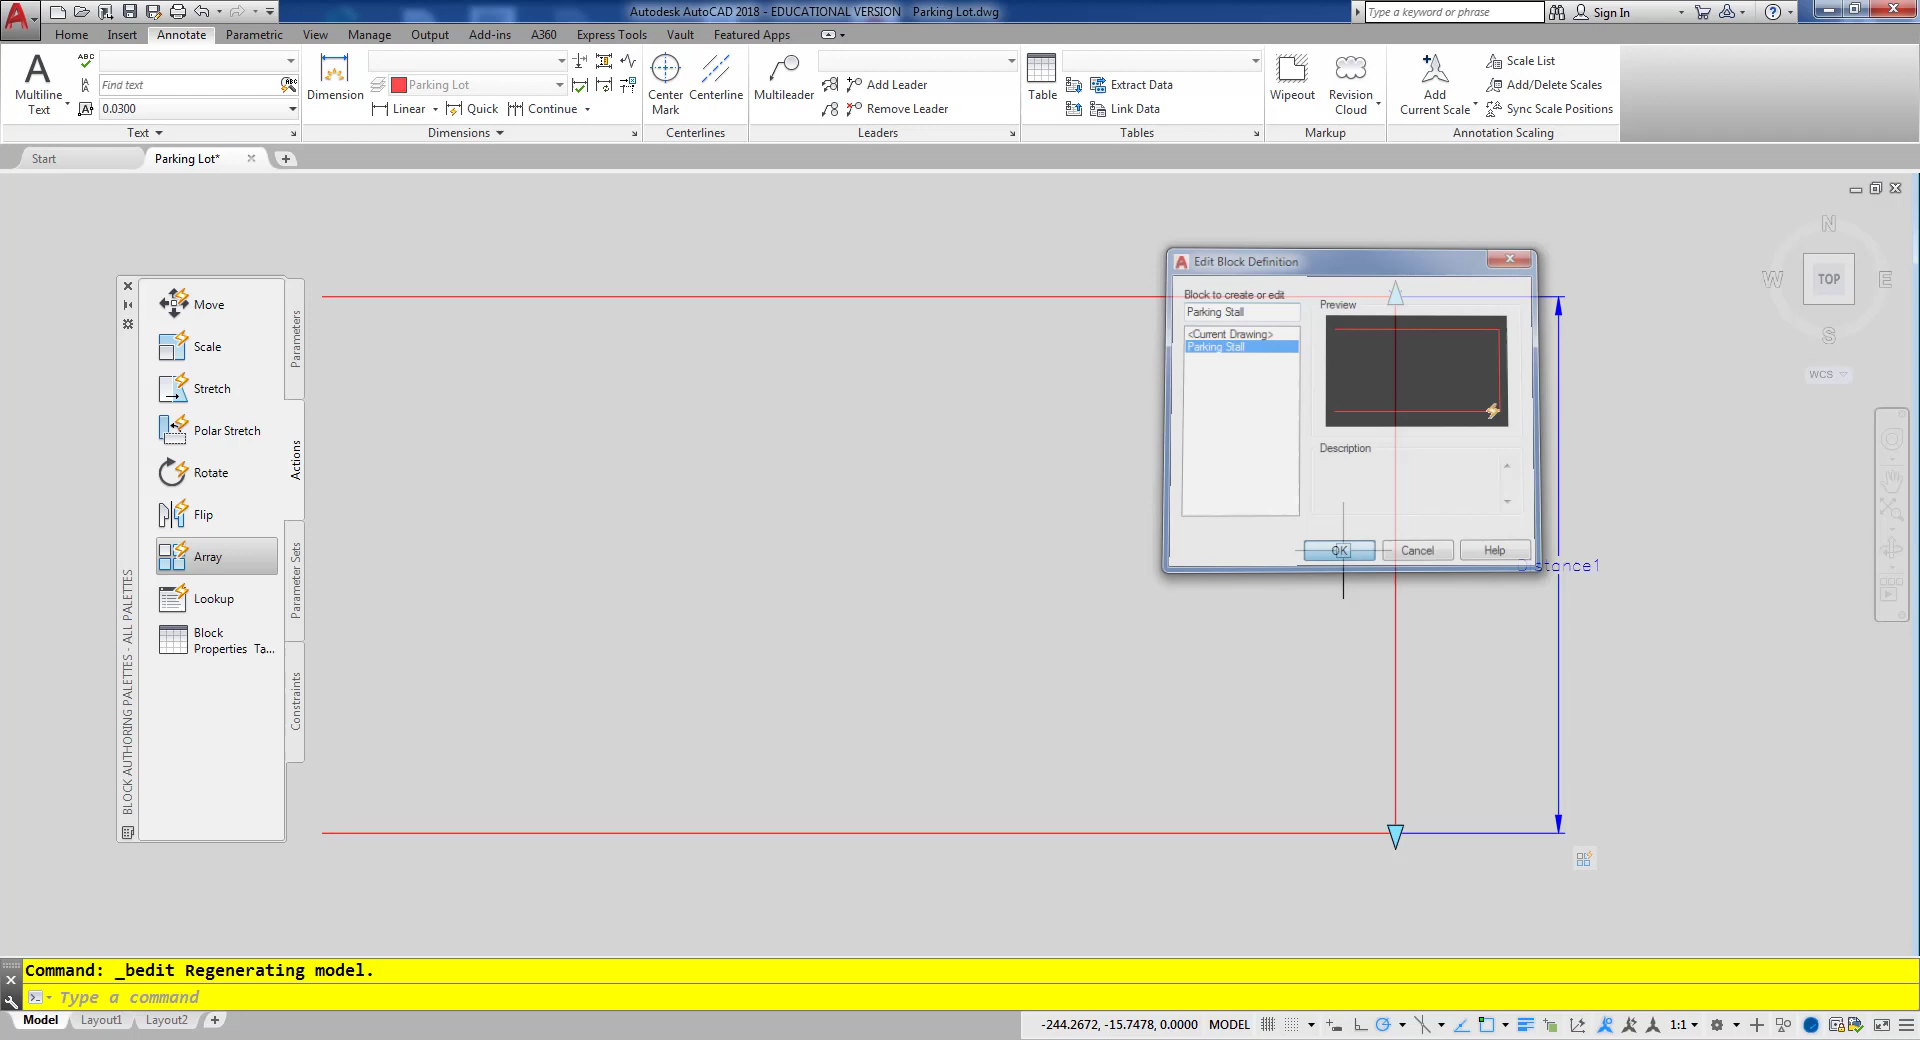 Autodesk AutoCAD 2018 - EDUCATIONAL VERSION Parking Lot.dwg
Type a keyword or phrase
Sign In
Home Insert Annotate Parametric View Manage Output Add-ins A360 Express Tools Vault Featured Apps
Multiline Text
ABC
Find text
0.0300
Text
Dimension
Parking Lot
Linear
Quick
Continue
Dimensions
Center Mark
Centerline
Centerlines
Multileader
Add Leader
Remove Leader
Leaders
Table
Extract Data
Link Data
Tables
Wipeout
Revision Cloud
Markup
Add Current Scale
Scale List
Add/Delete Scales
Sync Scale Positions
Annotation Scaling
Start
Parking Lot*
N
W
TOP
E
S
WCS
Move
Scale
Stretch
Polar Stretch
Rotate
Flip
Array
Lookup
Block Properties Ta...
Parameters
Actions
Parameter Sets
Constraints
BLOCK AUTHORING PALETTES - ALL PALETTES
Edit Block Definition
Block to create or edit
Parking Stall
<Current Drawing>
Parking Stall
Preview
Description
OK
Cancel
Help
Distance1
Command: _bedit Regenerating model.
Type a command
Model
Layout1
Layout2
-244.2672, -15.7478, 0.0000
MODEL
1:1